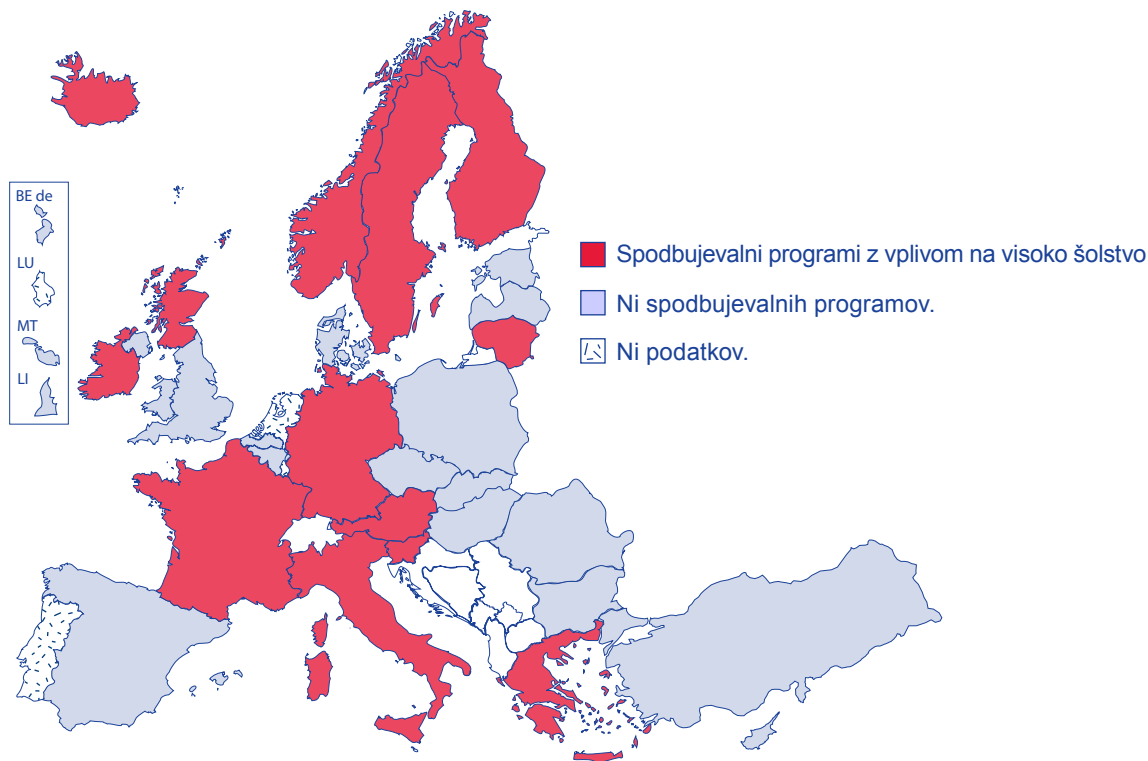 BE de
LU
MT
LI
Spodbujevalni programi z vplivom na visoko šolstvo
Ni spodbujevalnih programov.
Ni podatkov.